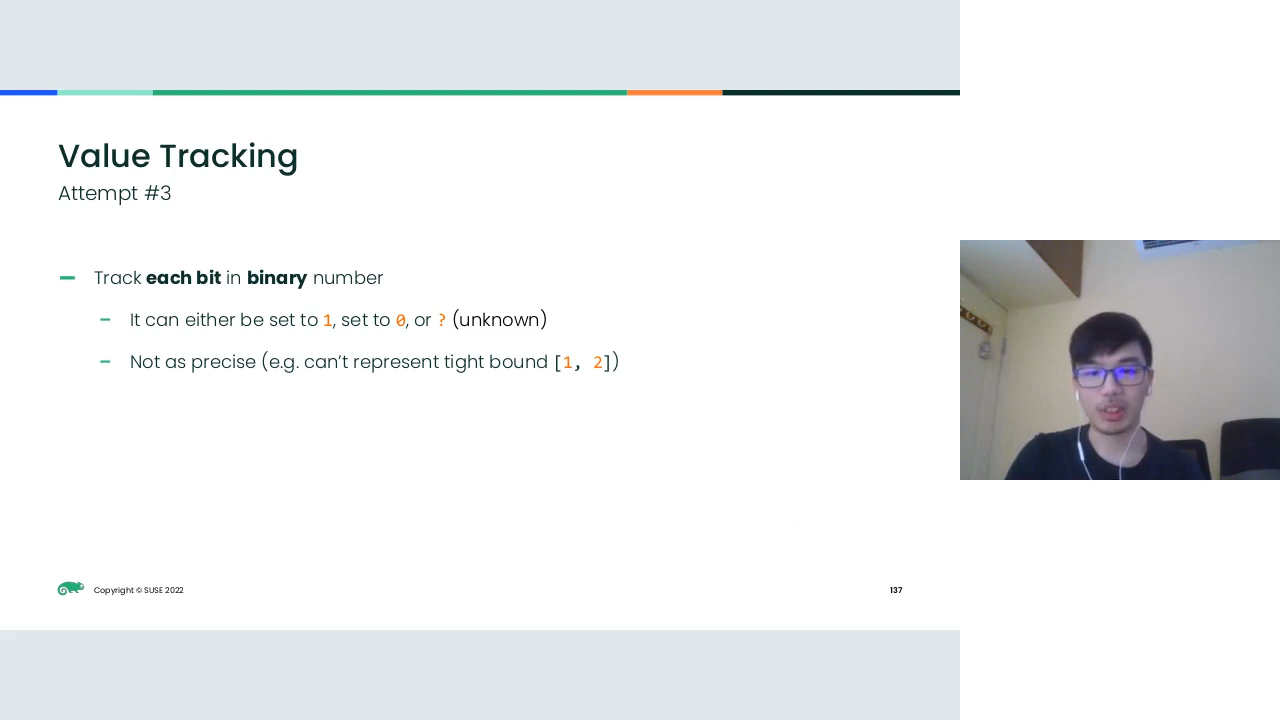 Value Tracking
Attempt #3
Track each bit in binary number
It can either be set to 1, set to 0, or ? (unknown)
Not as precise (e.g. can’t represent tight bound [1, 2])
Copyright © SUSE 2022
137